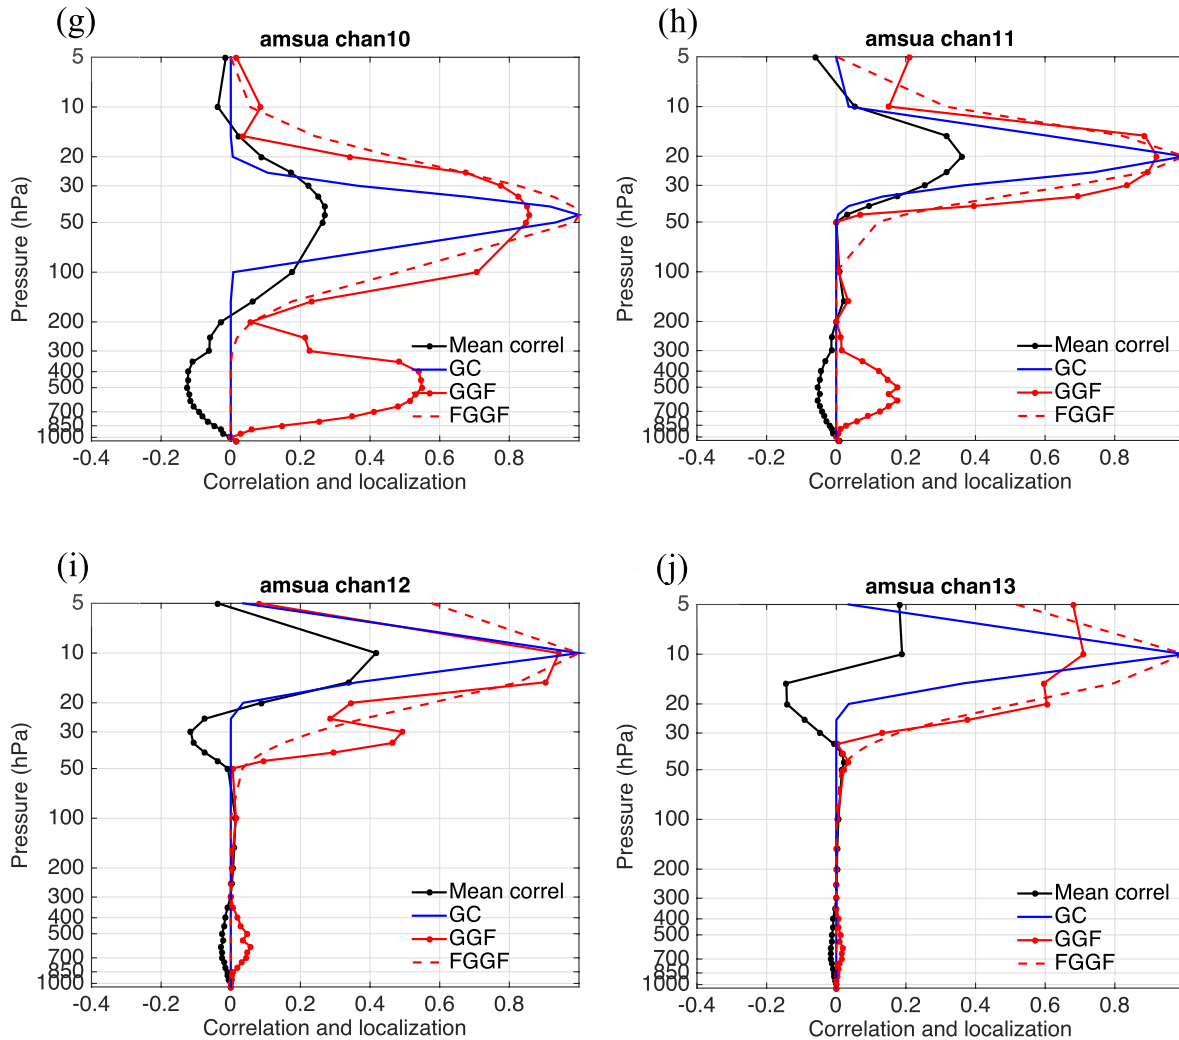 (g)
amsua chan10
5
10
20
30
50
100
200
300
400
500
700
850
1000
Pressure (hPa)
-0.4 -0.2 0 0.2 0.4 0.6 0.8
Correlation and localization
Mean correl
GC
GGF
FGGF
(h)
amsua chan11
5
10
20
30
50
100
200
300
400
500
700
850
1000
Pressure (hPa)
-0.4 -0.2 0 0.2 0.4 0.6 0.8
Correlation and localization
Mean correl
GC
GGF
FGGF
(i)
amsua chan12
5
10
20
30
50
100
200
300
400
500
700
850
1000
Pressure (hPa)
-0.4 -0.2 0 0.2 0.4 0.6 0.8
Correlation and localization
Mean correl
GC
GGF
FGGF
(j)
amsua chan13
5
10
20
30
50
100
200
300
400
500
700
850
1000
Pressure (hPa)
-0.4 -0.2 0 0.2 0.4 0.6 0.8
Correlation and localization
Mean correl
GC
GGF
FGGF